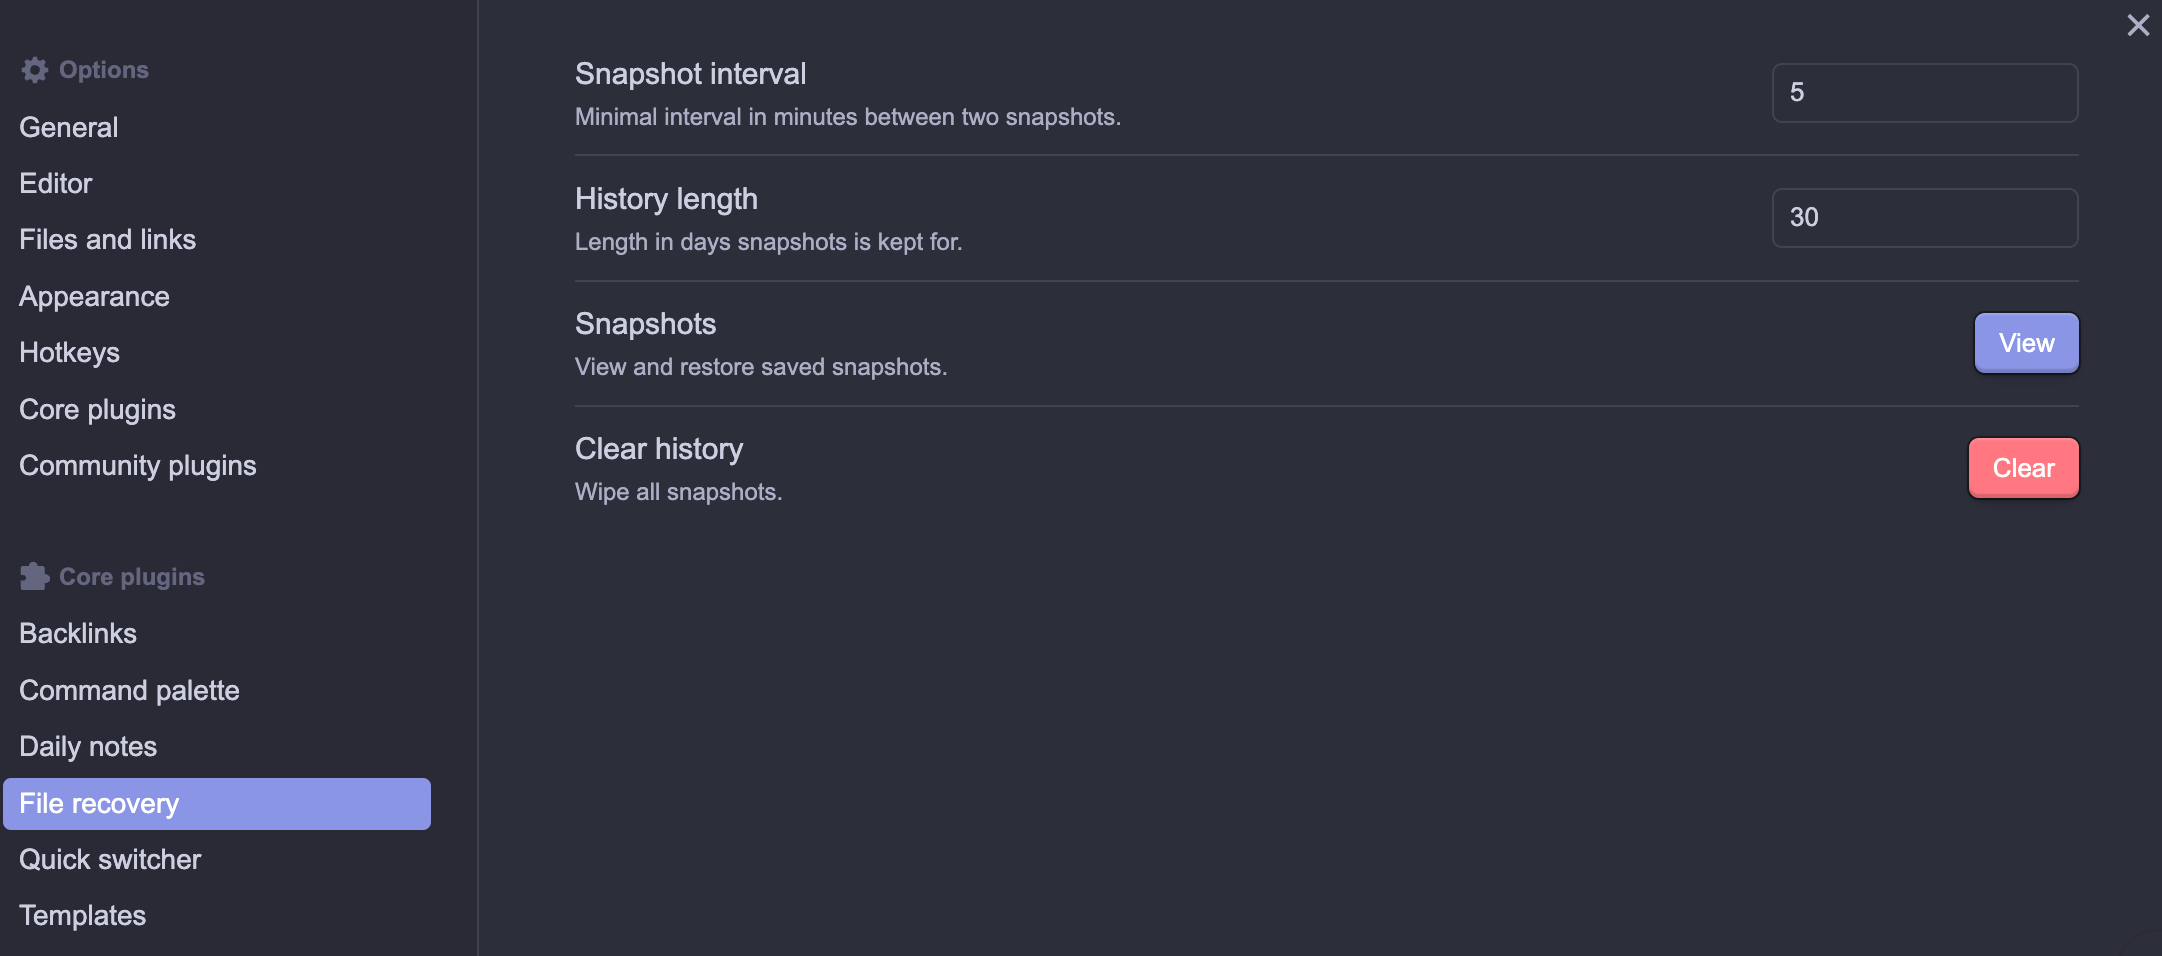 Options
General
Editor
Files and links
Appearance
Hotkeys
Core plugins
Community plugins
Core plugins
Backlinks
Command palette
Daily notes
File recovery
Quick switcher
Templates
Snapshot interval
Minimal interval in minutes between two snapshots.
5
History length
Length in days snapshots is kept for.
30
Snapshots
View and restore saved snapshots.
View
Clear history
Wipe all snapshots.
Clear